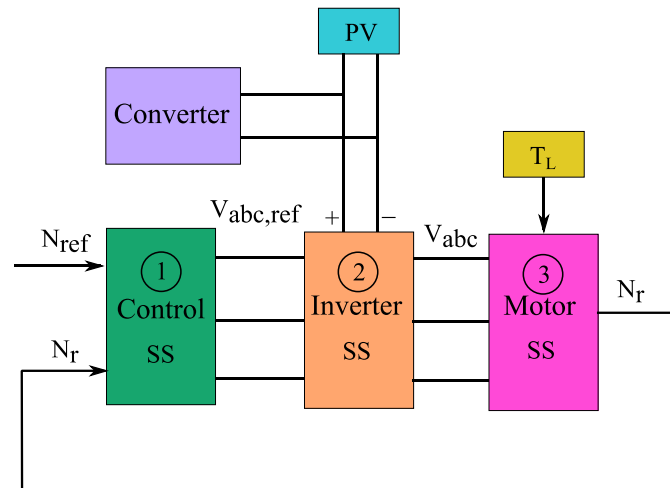 PV
Converter
T_L
V_abc,ref
+
−
V_abc
N_ref
1
Control
SS
2
Inverter
SS
3
Motor
SS
N_r
N_r